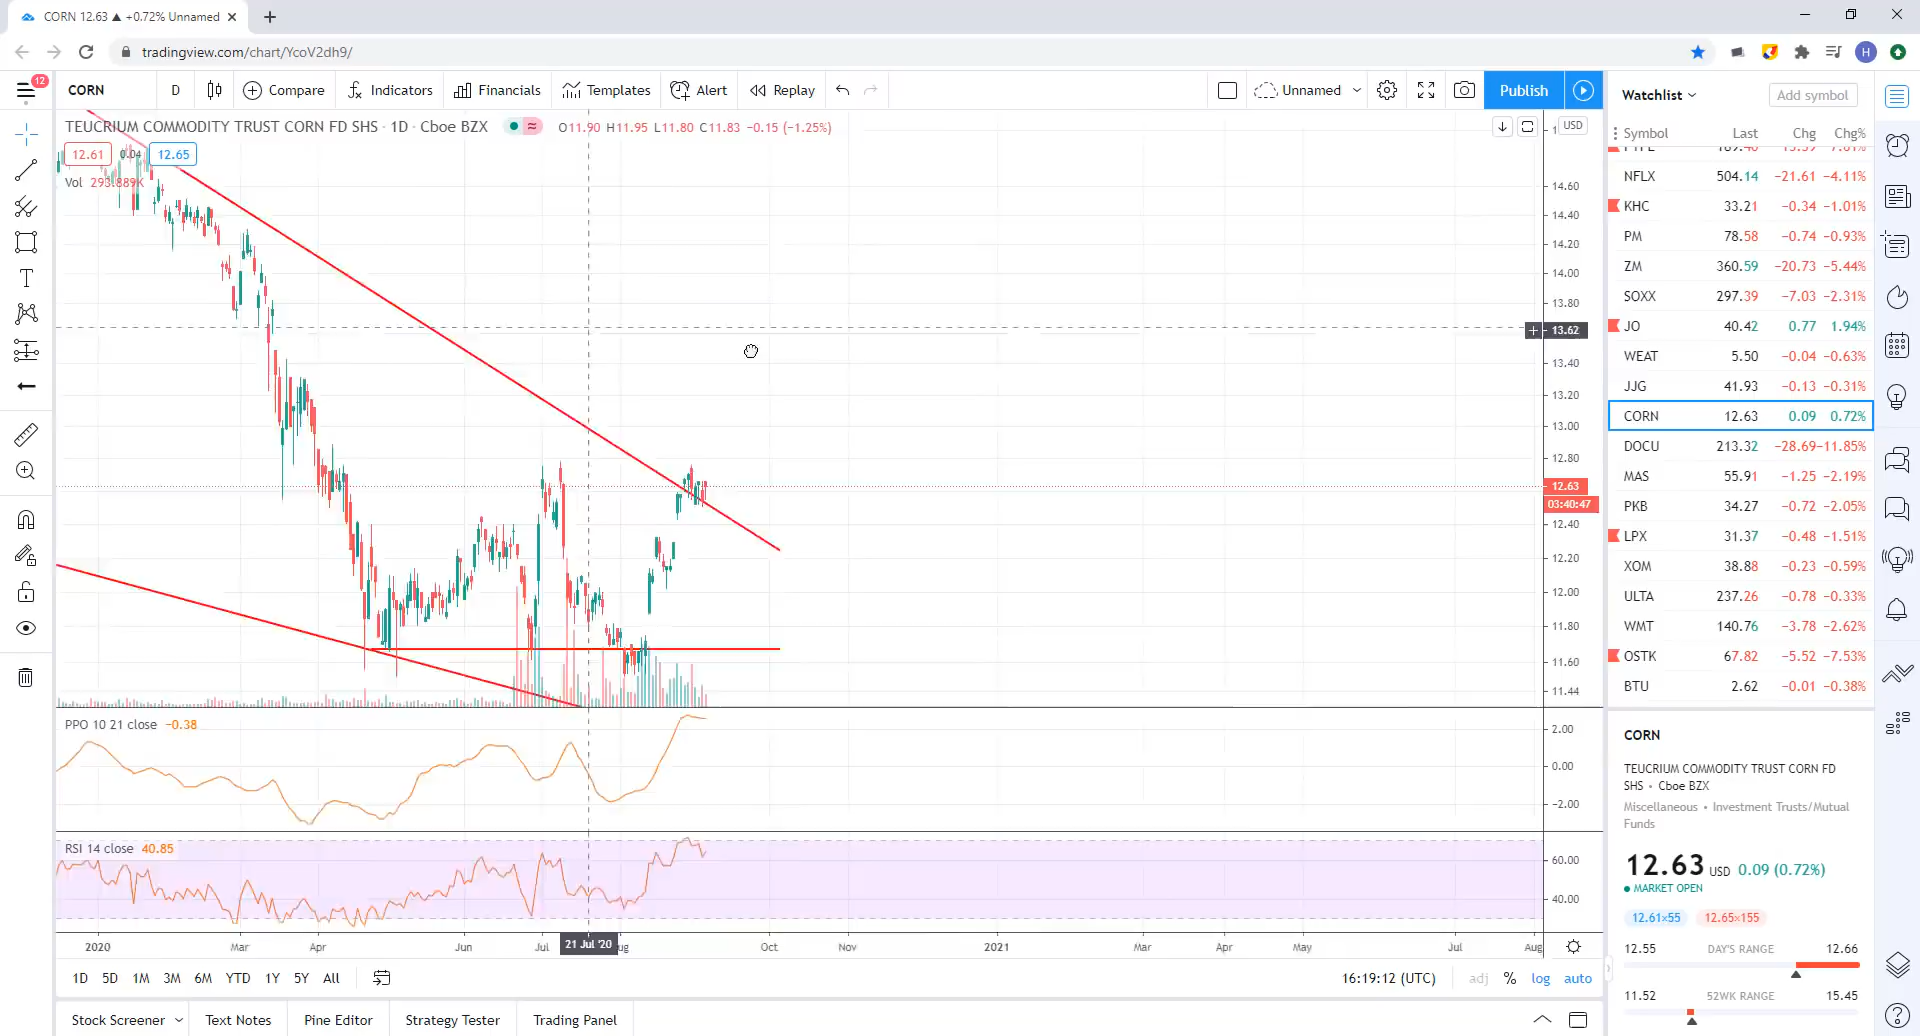 CORN 12.63 ▲ +0.72% Unnamed
tradingview.com/chart/YcoV2dh9/
H
12
CORN D Compare Indicators Financials Templates Alert Replay Unnamed Publish
TEUCRIUM COMMODITY TRUST CORN FD SHS · 1D · Cboe BZX O11.90 H11.95 L11.80 C11.83 −0.15 (−1.25%)
12.61 0.04 12.65
Vol 293.889K
USD
14.60
14.40
14.20
14.00
13.80
13.62
13.40
13.20
13.00
12.80
12.63
03:40:47
12.40
12.20
12.00
11.80
11.60
11.44
PPO 10 21 close −0.38
2.00
0.00
−2.00
RSI 14 close 40.85
60.00
40.00
2020 Mar Apr Jun Jul 21 Jul '20 ug Oct Nov 2021 Mar Apr May Jul Aug
1D 5D 1M 3M 6M YTD 1Y 5Y All
16:19:12 (UTC) adj % log auto
Stock Screener Text Notes Pine Editor Strategy Tester Trading Panel
Watchlist Add symbol
Symbol Last Chg Chg%
NFLX 504.14 −21.61 −4.11%
KHC 33.21 −0.34 −1.01%
PM 78.58 −0.74 −0.93%
ZM 360.59 −20.73 −5.44%
SOXX 297.39 −7.03 −2.31%
JO 40.42 0.77 1.94%
WEAT 5.50 −0.04 −0.63%
JJG 41.93 −0.13 −0.31%
CORN 12.63 0.09 0.72%
DOCU 213.32 −28.69 −11.85%
MAS 55.91 −1.25 −2.19%
PKB 34.27 −0.72 −2.05%
LPX 31.37 −0.48 −1.51%
XOM 38.88 −0.23 −0.59%
ULTA 237.26 −0.78 −0.33%
WMT 140.76 −3.78 −2.62%
OSTK 67.82 −5.52 −7.53%
BTU 2.62 −0.01 −0.38%
CORN
TEUCRIUM COMMODITY TRUST CORN FD
SHS • Cboe BZX
Miscellaneous • Investment Trusts/Mutual
Funds
12.63 USD 0.09 (0.72%)
MARKET OPEN
12.61×55 12.65×155
12.55 DAY'S RANGE 12.66
11.52 52WK RANGE 15.45